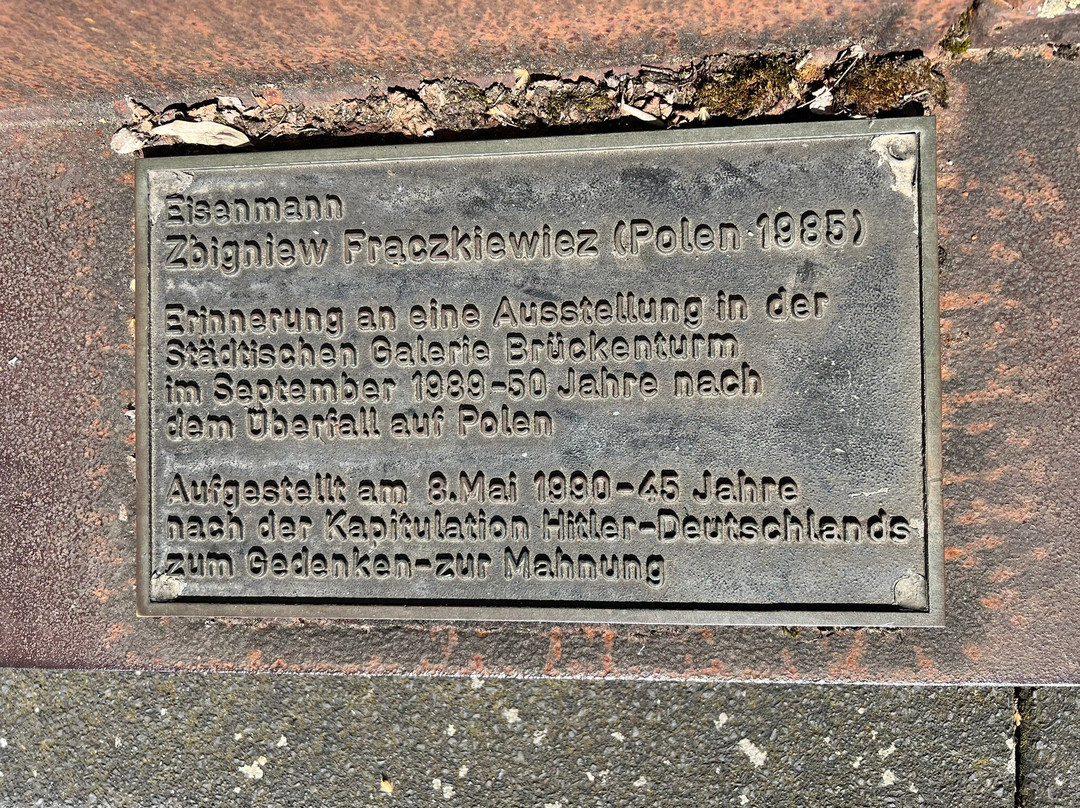 Eisenmann
Zbigniew Frączkiewiez (Polen 1985)
Erinnerung an eine Ausstellung in der
Städtischen Galerie Brückenturm
im September 1989-50 Jahre nach
dem Überfall auf Polen
Aufgestellt am 8.Mai 1990-45 Jahre
nach der Kapitulation Hitler-Deutschlands
zum Gedenken-zur Mahnung